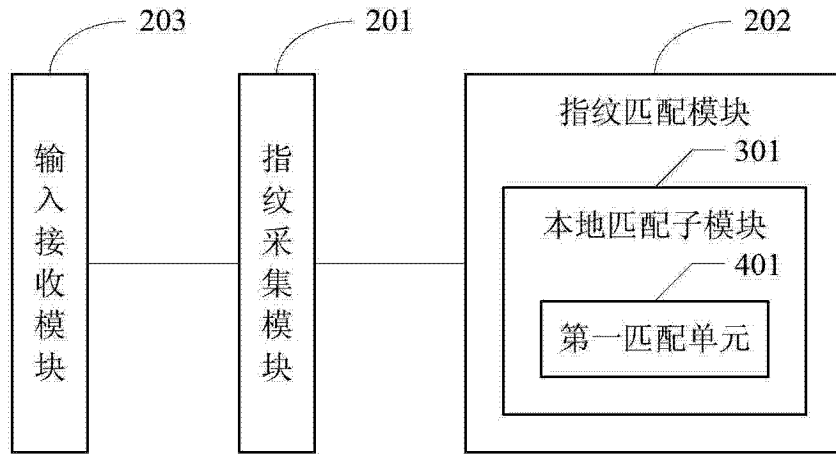 203
201
202
输入接收模块
指纹采集模块
指纹匹配模块
301
本地匹配子模块
401
第一匹配单元